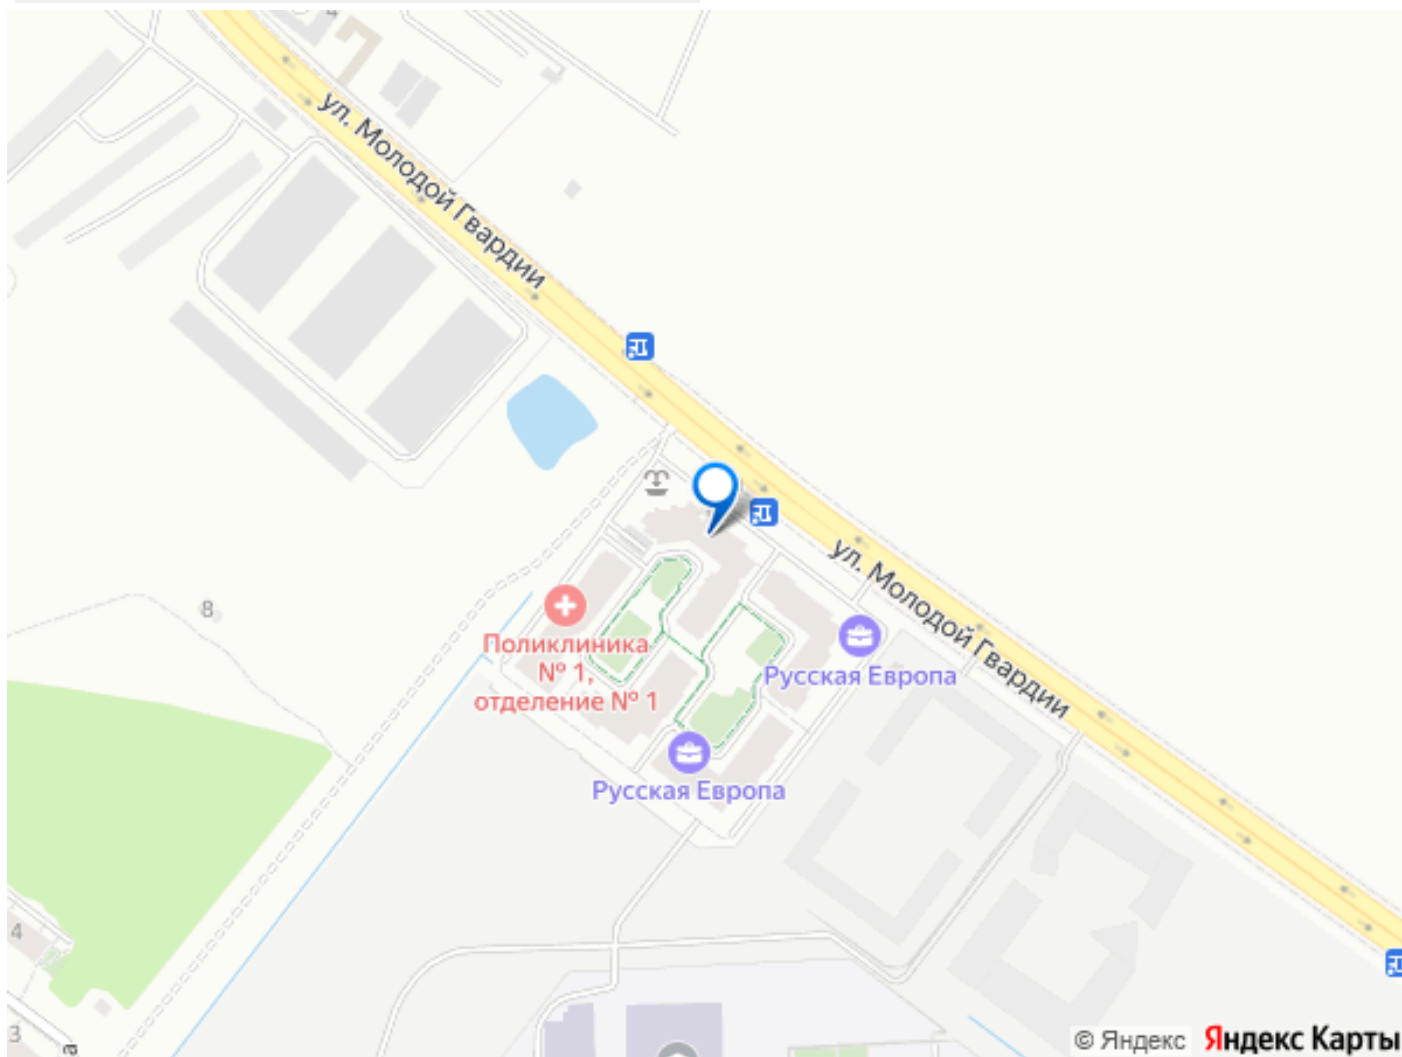 4
ул. Молодой Гвардии
8
Поликлиника
№ 1,
отделение № 1
Русская Европа
ул. Молодой Гвардии
Русская Европа
4
3
а
© Яндекс Яндекс Карты